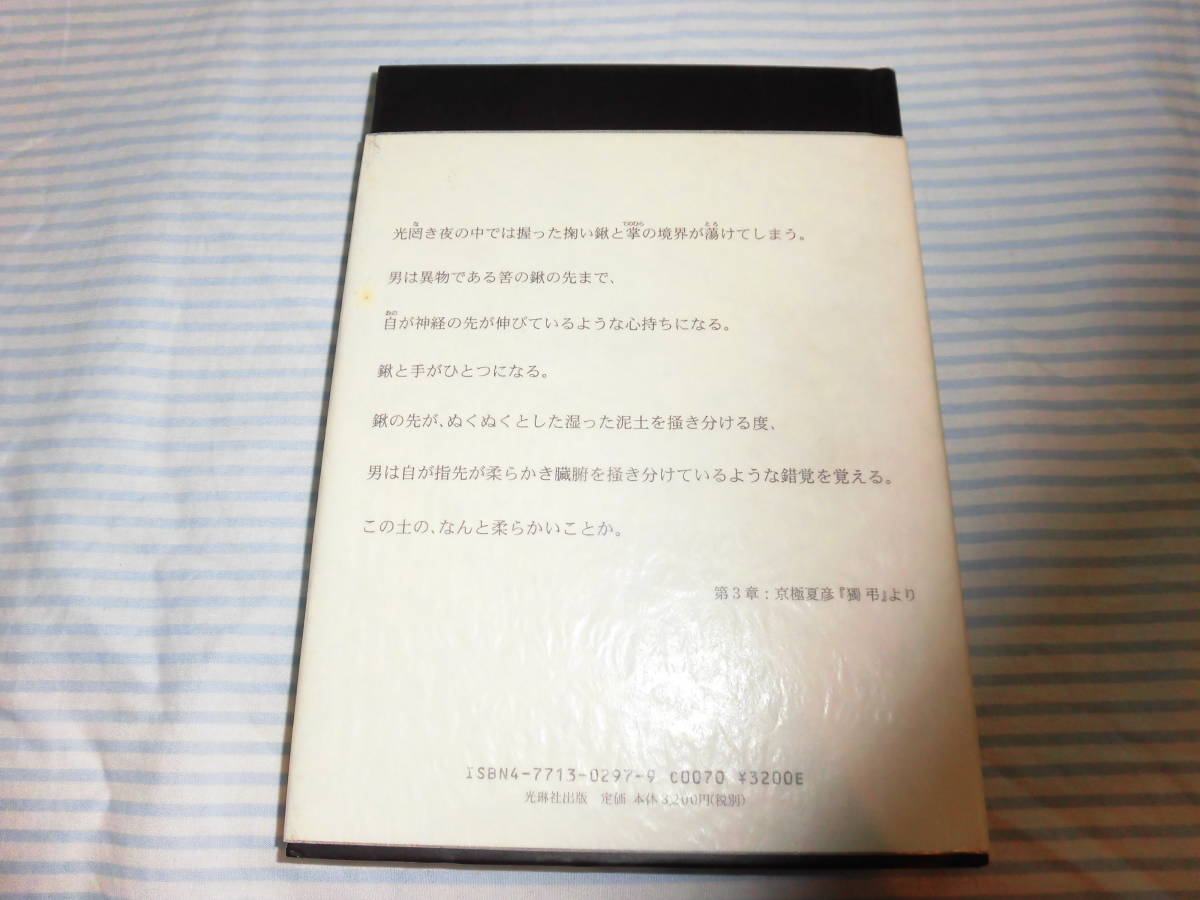 光罔き夜の中では握った掬い鍬と掌の境界が蕩けてしまう。
男は異物である筈の鍬の先まで、
自が神経の先が伸びているような心持ちになる。
鍬と手がひとつになる。
鍬の先が、ぬくぬくとした湿った泥土を掻き分ける度、
男は自が指先が柔らかき臓腑を掻き分けているような錯覚を覚える。
この土の、なんと柔らかいことか。
第3章：京極夏彦『獨弔』より
ISBN4-7713-0297-9 C0070 ¥3200E
光琳社出版 定価 本体3,200円(税別)